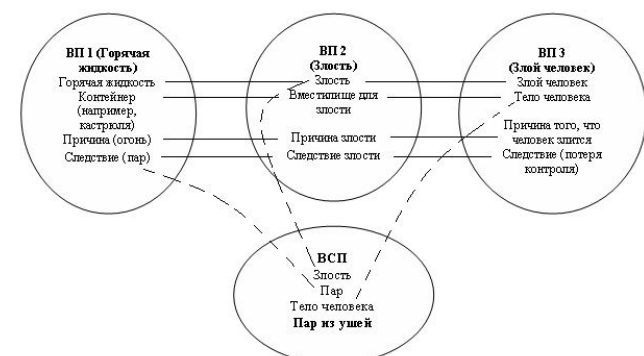 ВП 1 (Горячая
жидкость)
Горячая жидкость
Контейнер
(например,
кастрюля)
Причина (огонь)
Следствие (пар)
ВП 2
(Злость)
Злость
Вместилище для
злости
Причина злости
Следствие злости
ВП 3
(Злой человек)
Злой человек
Тело человека
Причина того, что
человек злится
Следствие (потеря
контроля)
ВСП
Злость
Пар
Тело человека
Пар из ушей